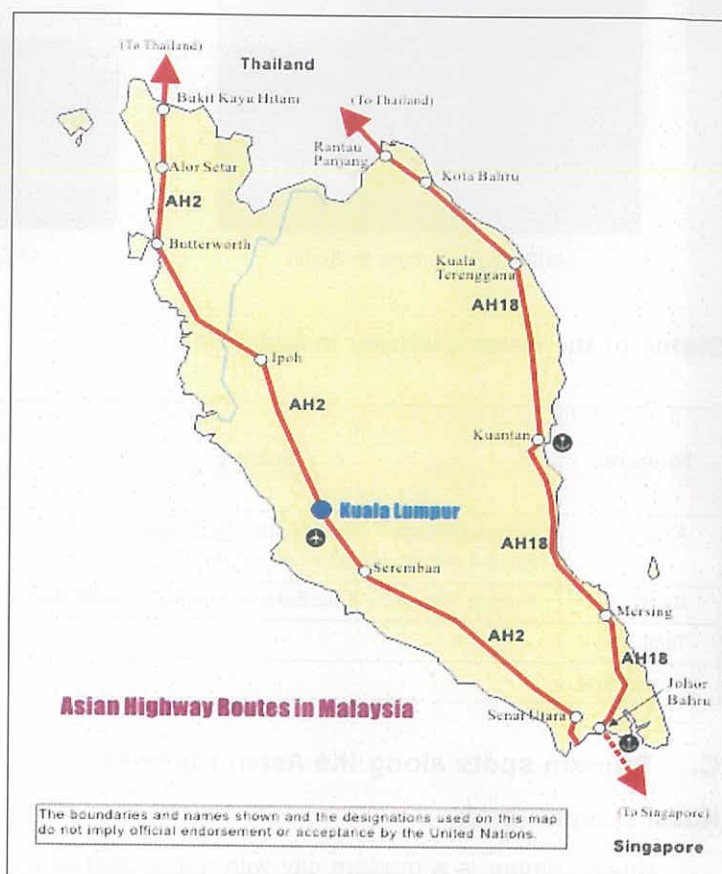 (To Thailand)
Thailand
Bukit Kayu Hitam
(To Thailand)
Rantau
Panjang
Alor Setar
Kota Bahru
AH2
Butterworth
Kuala
Terengganu
AH18
Ipoh
AH2
Kuantan
Kuala Lumpur
AH18
Seremban
Mersing
AH2
AH18
Johor
Bahru
Asian Highway Routes in Malaysia
Senai Utara
(To Singapore)
The boundaries and names shown and the designations used on this map
do not imply official endorsement or acceptance by the United Nations.
Singapore